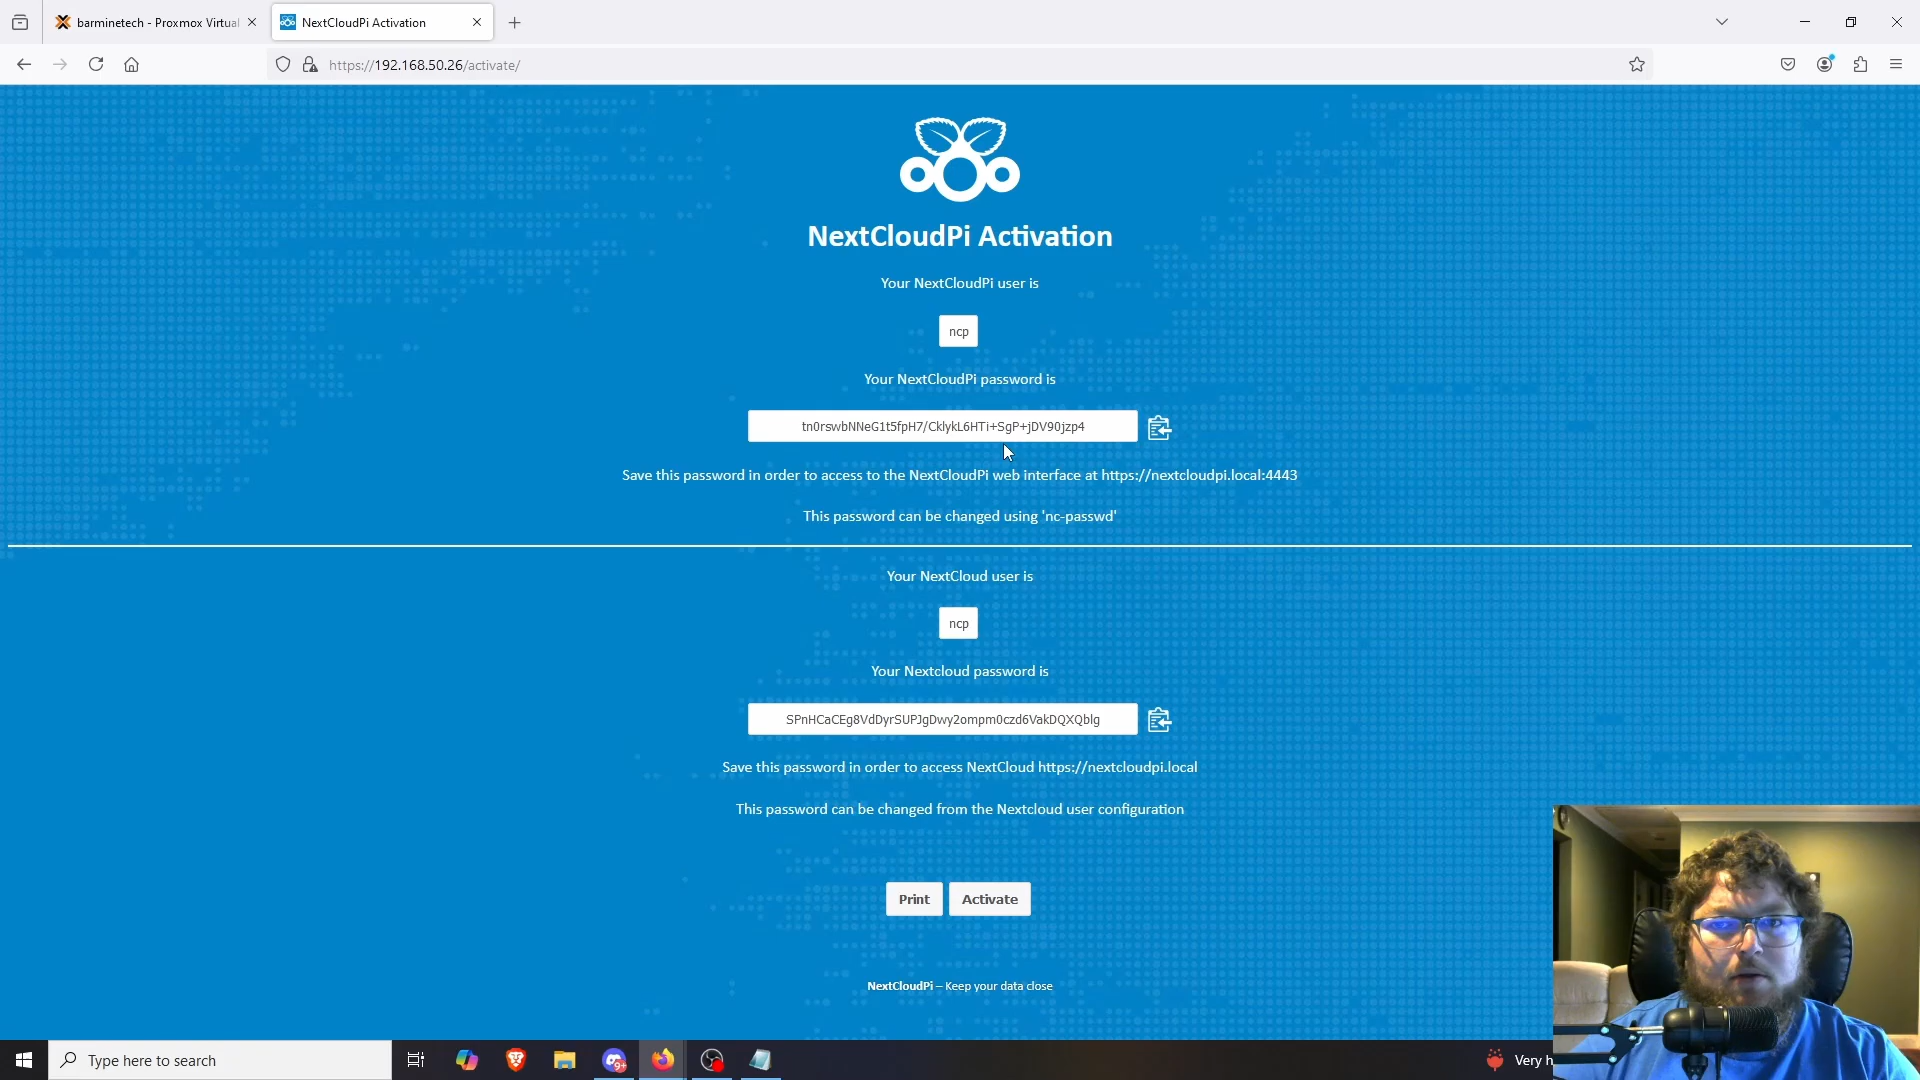 barminetech - Proxmox Virtual
NextCloudPi Activation
https://192.168.50.26/activate/
NextCloudPi Activation
Your NextCloudPi user is
ncp
Your NextCloudPi password is
tn0rswbNNeG1t5fpH7/CklykL6HTi+SgP+jDV90jzp4
Save this password in order to access to the NextCloudPi web interface at https://nextcloudpi.local:4443
This password can be changed using 'nc-passwd'
Your NextCloud user is
ncp
Your Nextcloud password is
SPnHCaCEg8VdDyrSUPJgDwy2ompm0czd6VakDQXQblg
Save this password in order to access NextCloud https://nextcloudpi.local
This password can be changed from the Nextcloud user configuration
Print Activate
NextCloudPi – Keep your data close
Type here to search
9+
Very h